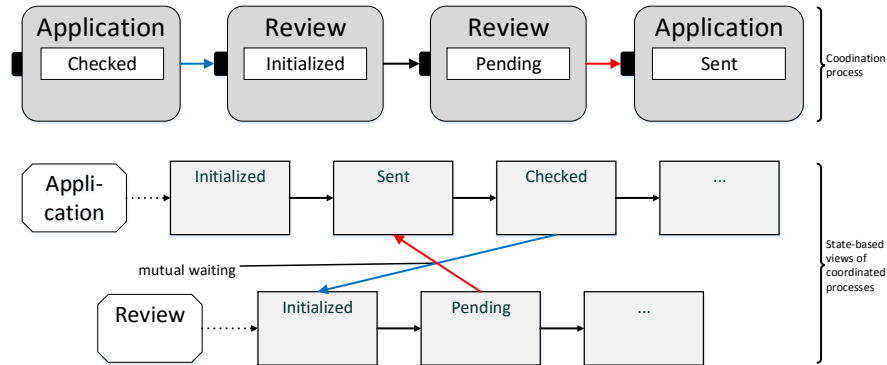 Application
Checked
Review
Initialized
Review
Pending
Application
Sent
Coodination
process
Appli-
cation
Initialized
Sent
Checked
...
mutual waiting
Review
Initialized
Pending
...
State-based
views of
coordinated
processes